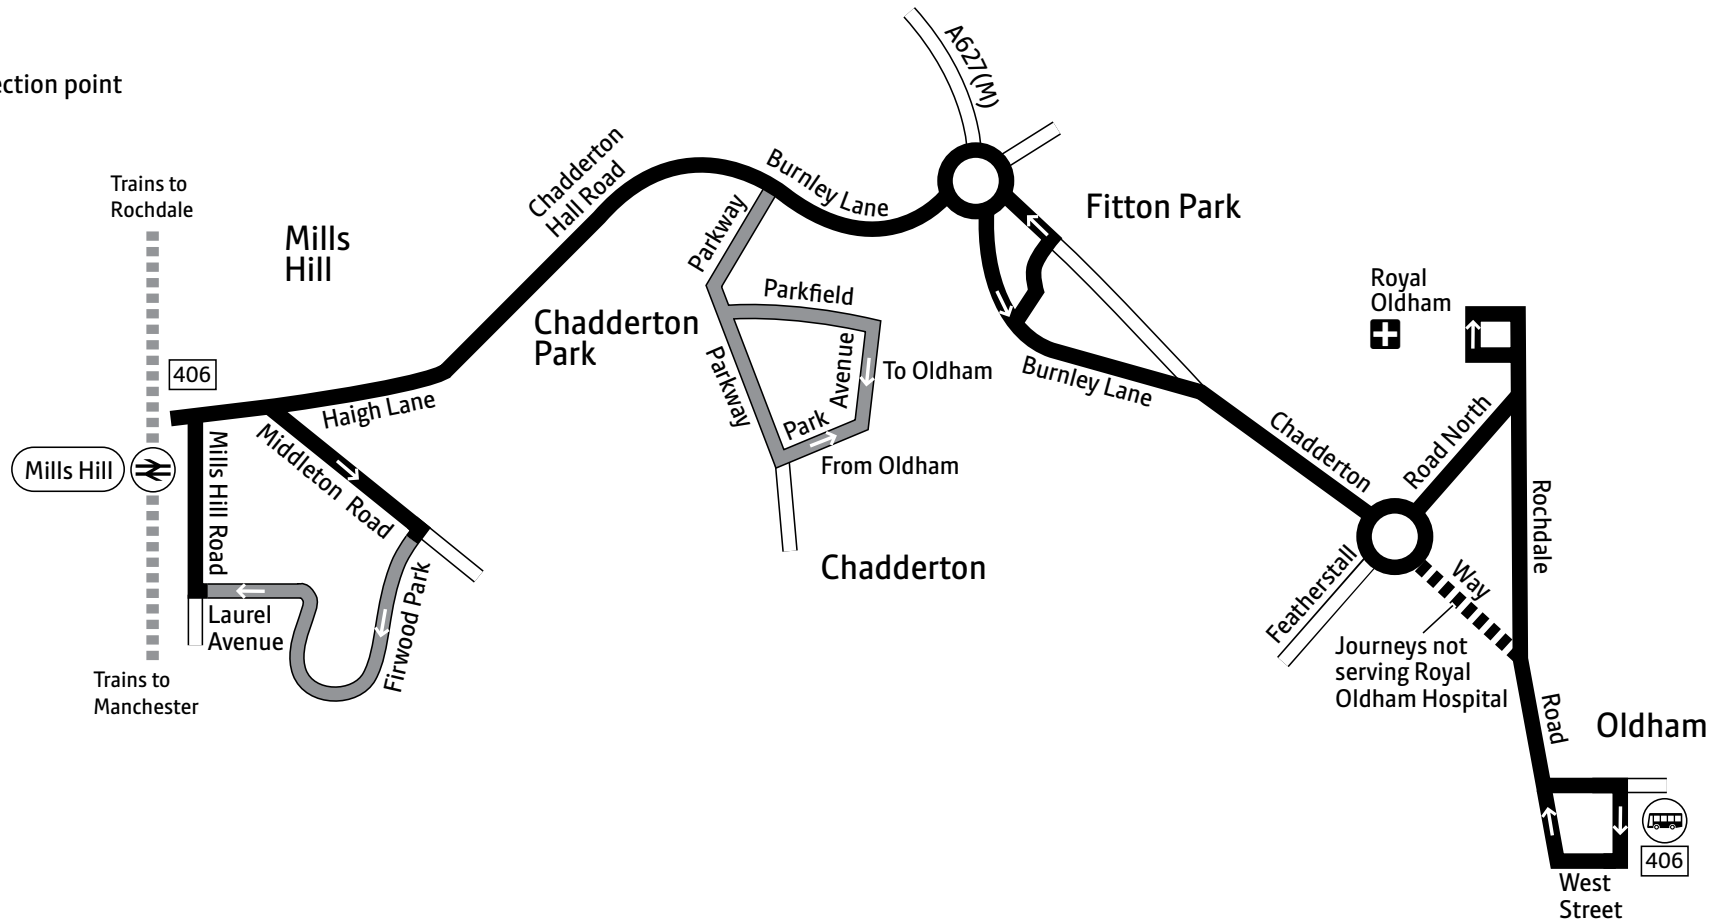 ection point
A627(M)
Trains to
Rochdale
Mills
Hill
Chadderton
Hall Road
Burnley Lane
Fitton Park
Parkway
Parkfield
Royal
Oldham
Chadderton
Park
406
Parkway
Avenue
To Oldham
Park
From Oldham
Burnley Lane
Haigh Lane
Middleton Road
Mills Hill
Mills Hill Road
Chadderton
Road North
Rochdale
Chadderton
Firwood Park
Laurel
Avenue
Featherstall
Way
Journeys not
serving Royal
Oldham Hospital
Trains to
Manchester
Road
Oldham
406
West
Street